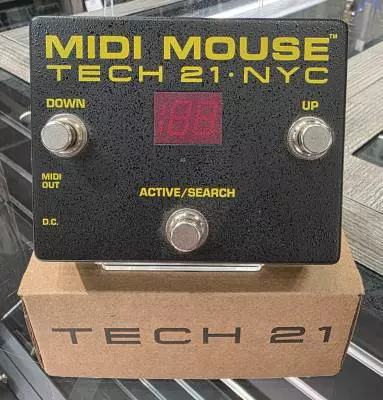 MIDI MOUSE™
TECH 21·NYC
DOWN
UP
MIDI
OUT
ACTIVE/SEARCH
D.C.
TECH 21